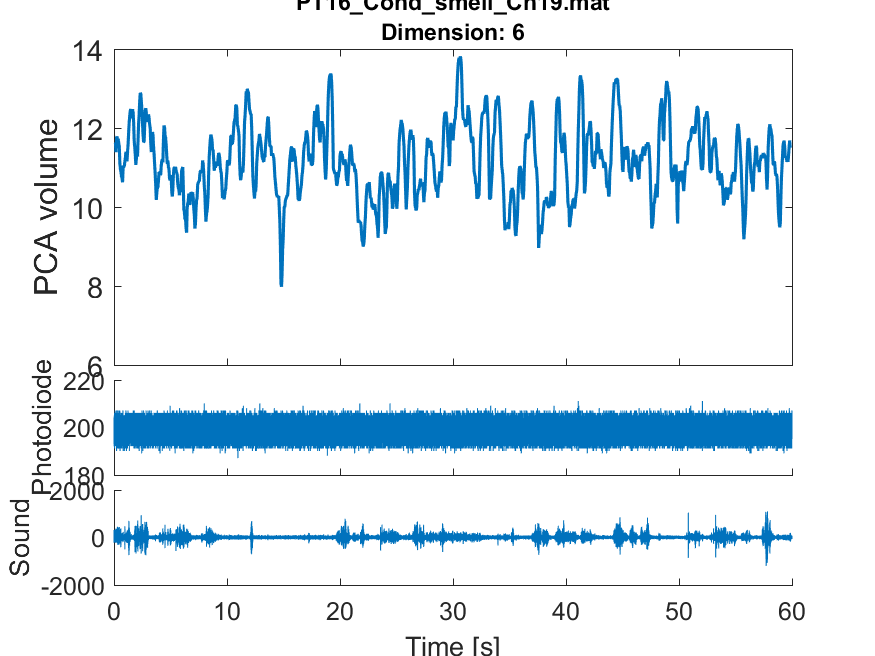 PT16_Cond_smell_Ch19.mat
Dimension: 6
14
12
10
8
6
PCA volume
220
200
180
Photodiode
2000
0
-2000
Sound
0 10 20 30 40 50 60
Time [s]